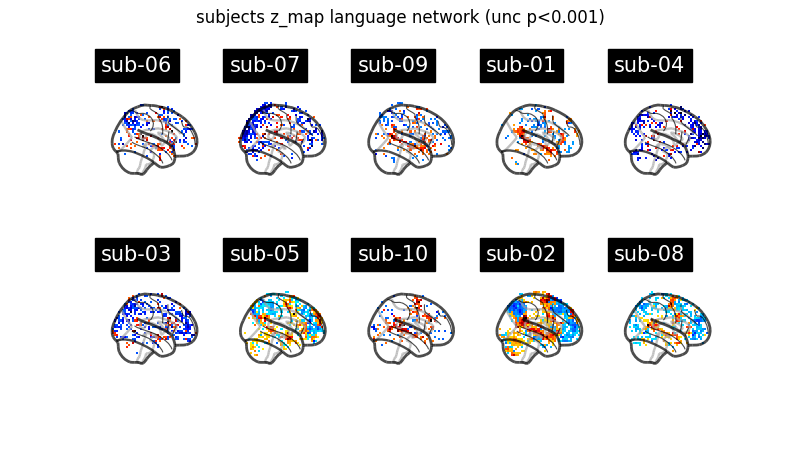 subjects z_map language network (unc p<0.001)
sub-06 sub-07 sub-09 sub-01 sub-04
sub-03 sub-05 sub-10 sub-02 sub-08